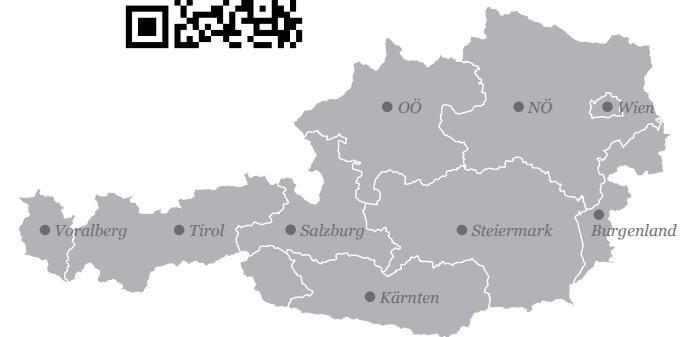 OÖ
NÖ
Wien
Voralberg
Tirol
Salzburg
Steiermark
Burgenland
Kärnten